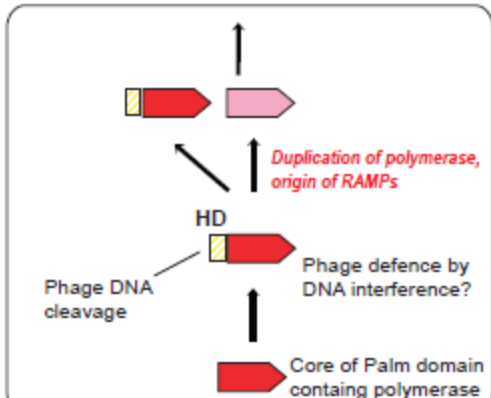 Duplication of polymerase,
origin of RAMPs
HD
Phage DNA
cleavage
Phage defence by
DNA interference?
Core of Palm domain
containg polymerase